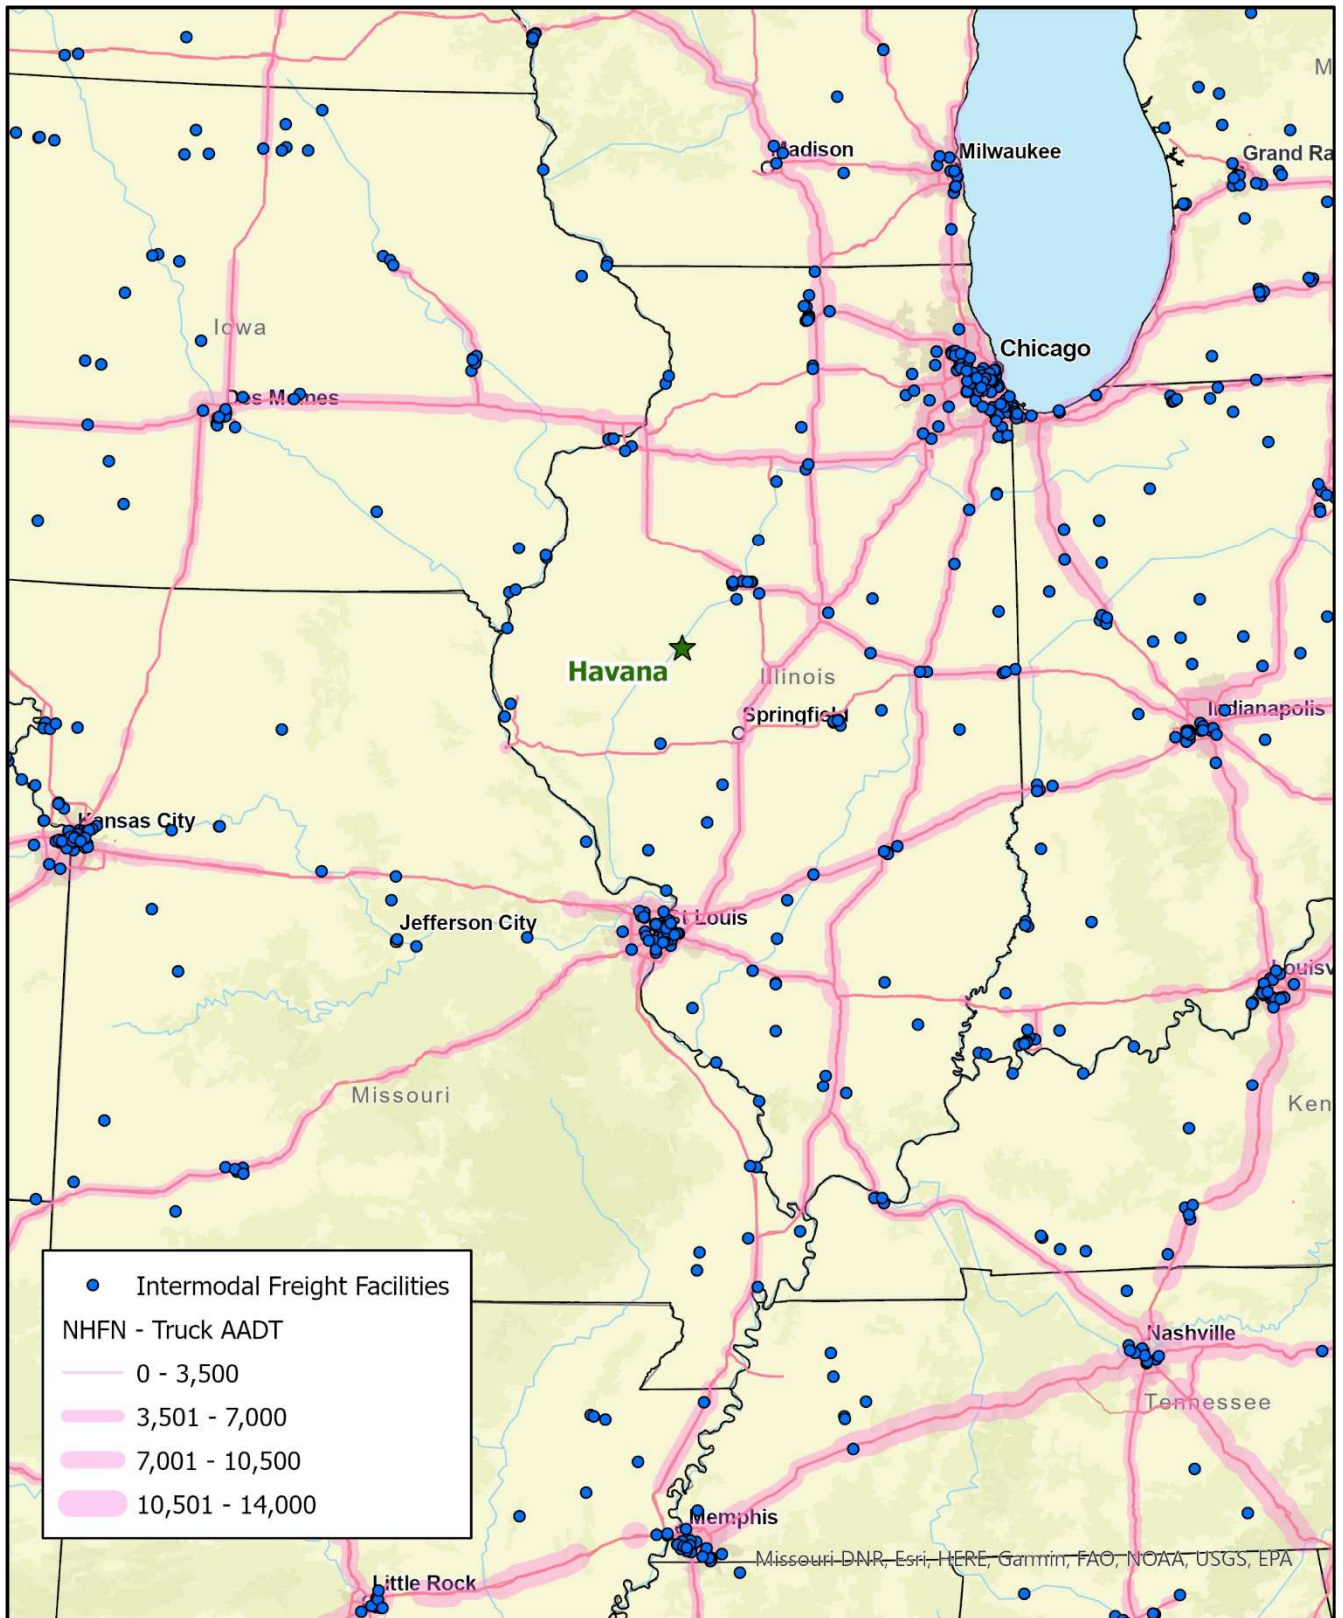 M
Madison
Milwaukee
Grand Ra
Iowa
Chicago
Des Moines
Havana
Illinois
Springfield
Indianapolis
Kansas City
Jefferson City
St Louis
Louisv
Missouri
Ken
Intermodal Freight Facilities
NHFN - Truck AADT
0 - 3,500
3,501 - 7,000
7,001 - 10,500
10,501 - 14,000
Nashville
Tennessee
Memphis
Missouri DNR, Esri, HERE, Garmin, FAO, NOAA, USGS, EPA
Little Rock